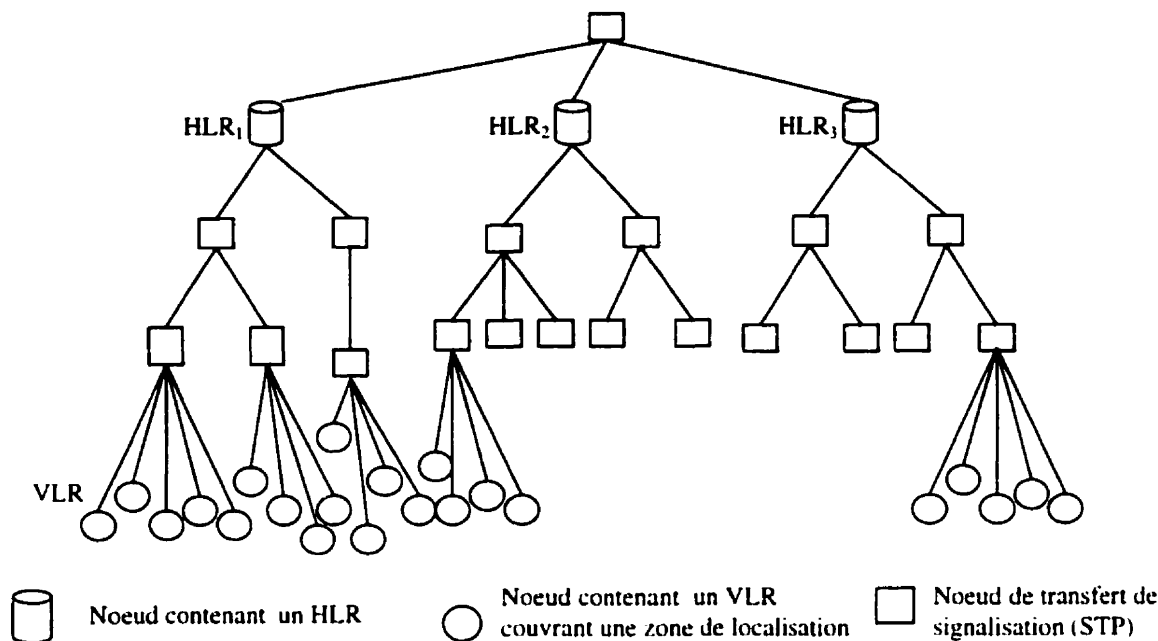 HLR₁
HLR₂
HLR₃
VLR
Noeud contenant un HLR
Noeud contenant un VLR
couvrant une zone de localisation
Noeud de transfert de
signalisation (STP)